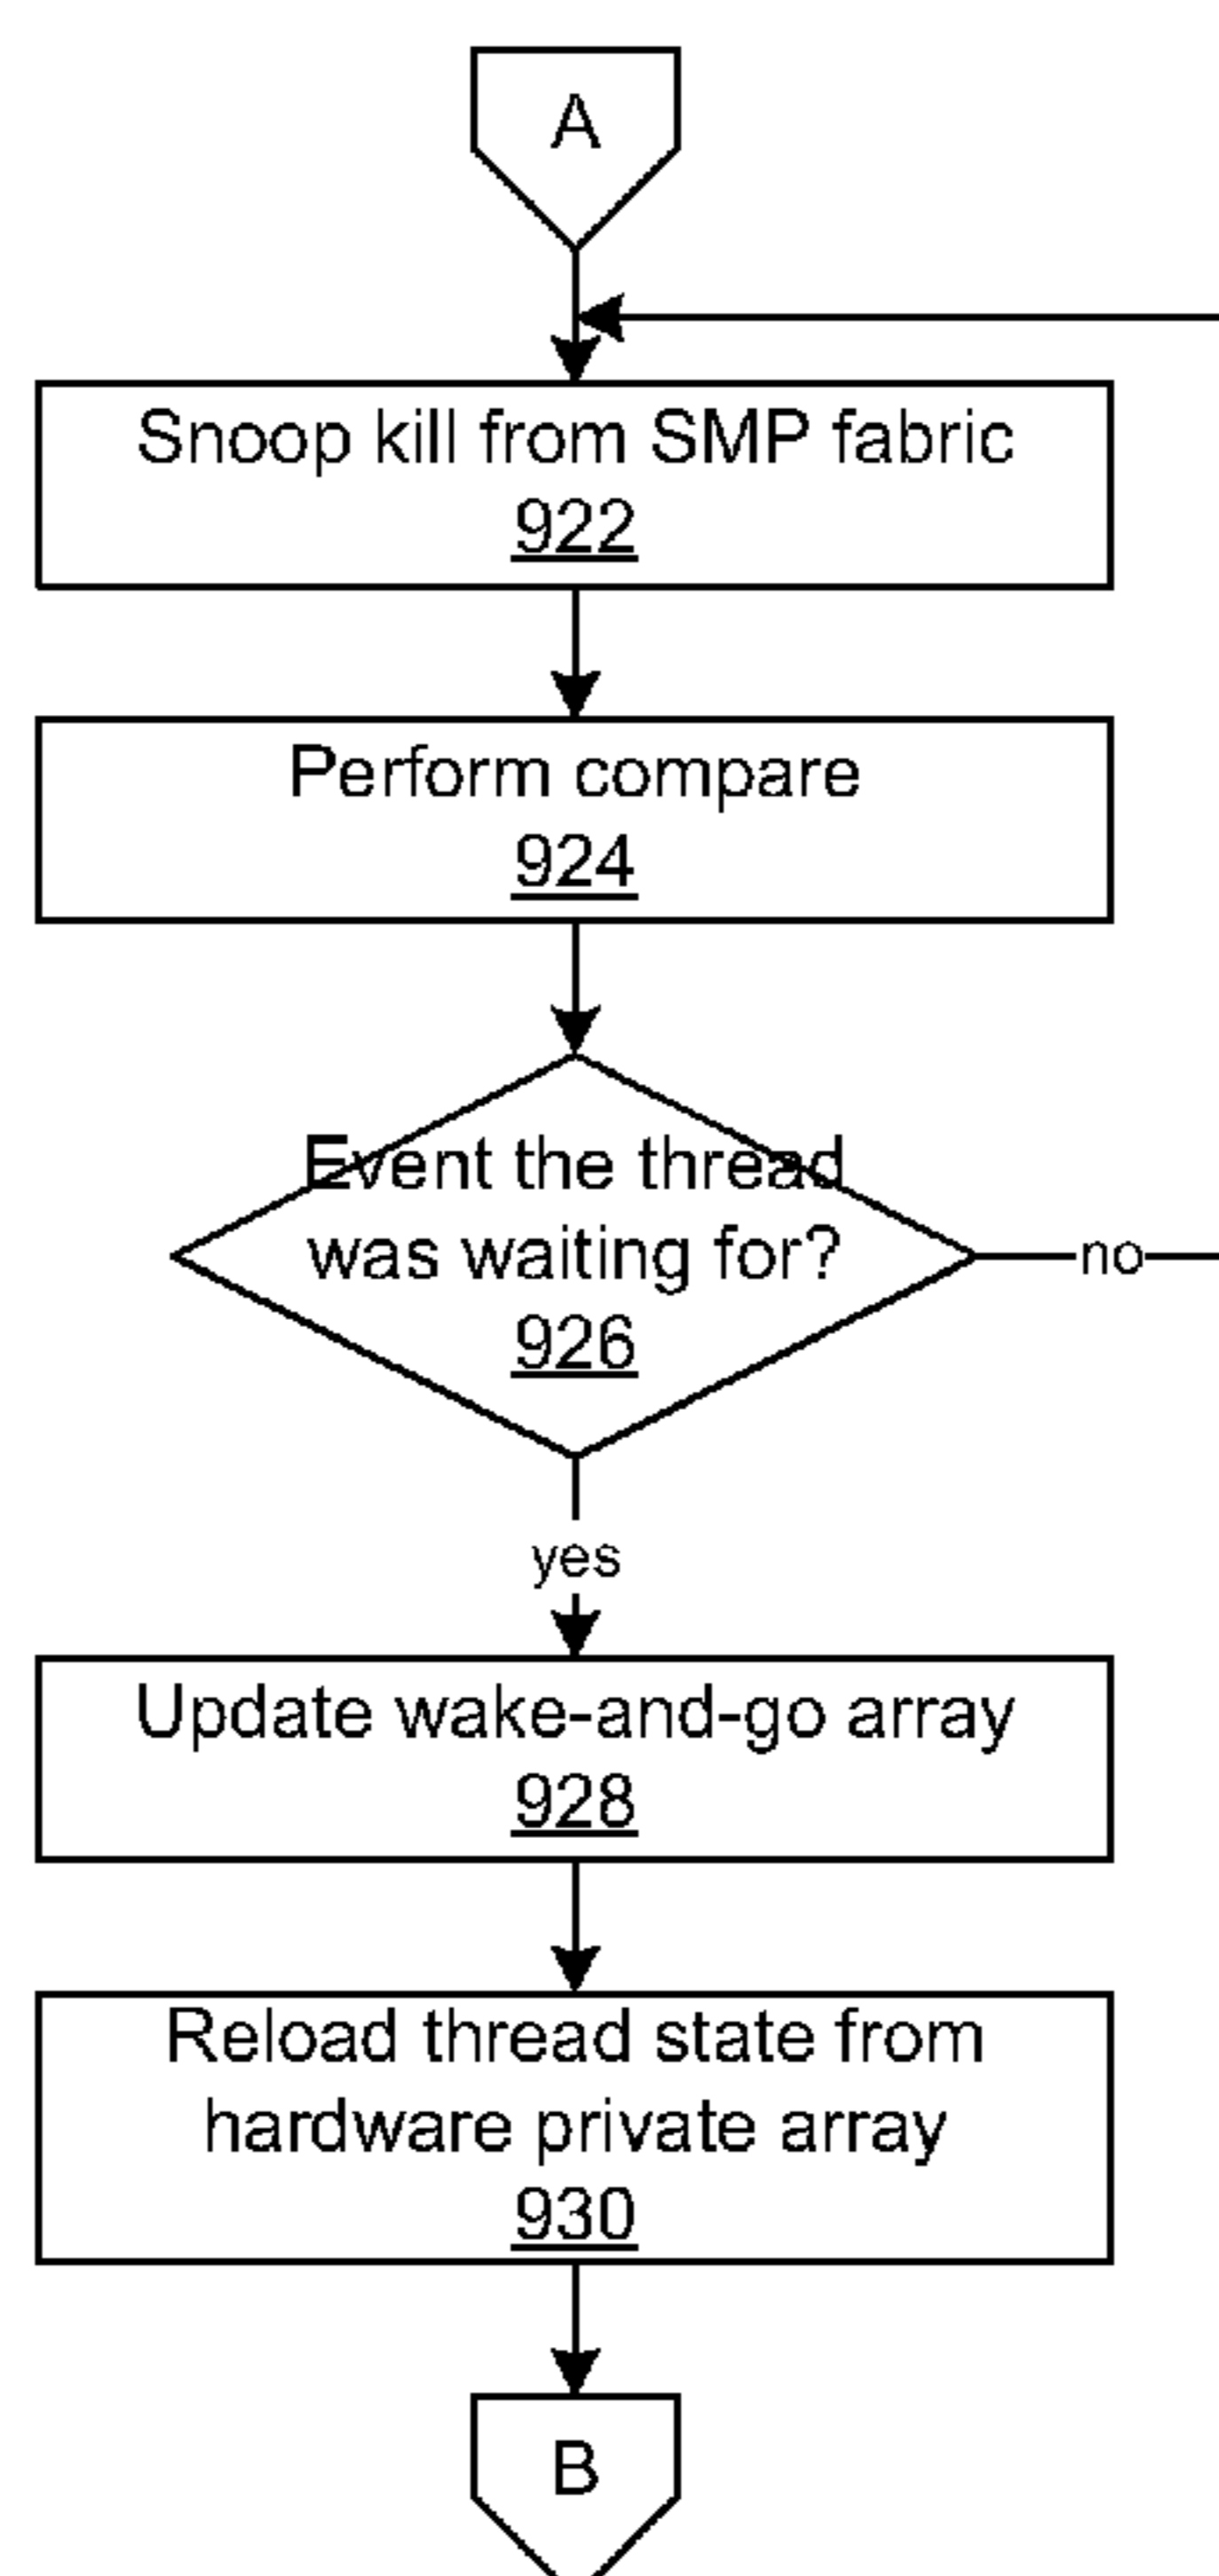 A
Snoop kill from SMP fabric
922
Perform compare
924
Event the thread
was waiting for?
926
no
yes
Update wake-and-go array
928
Reload thread state from
hardware private array
930
B